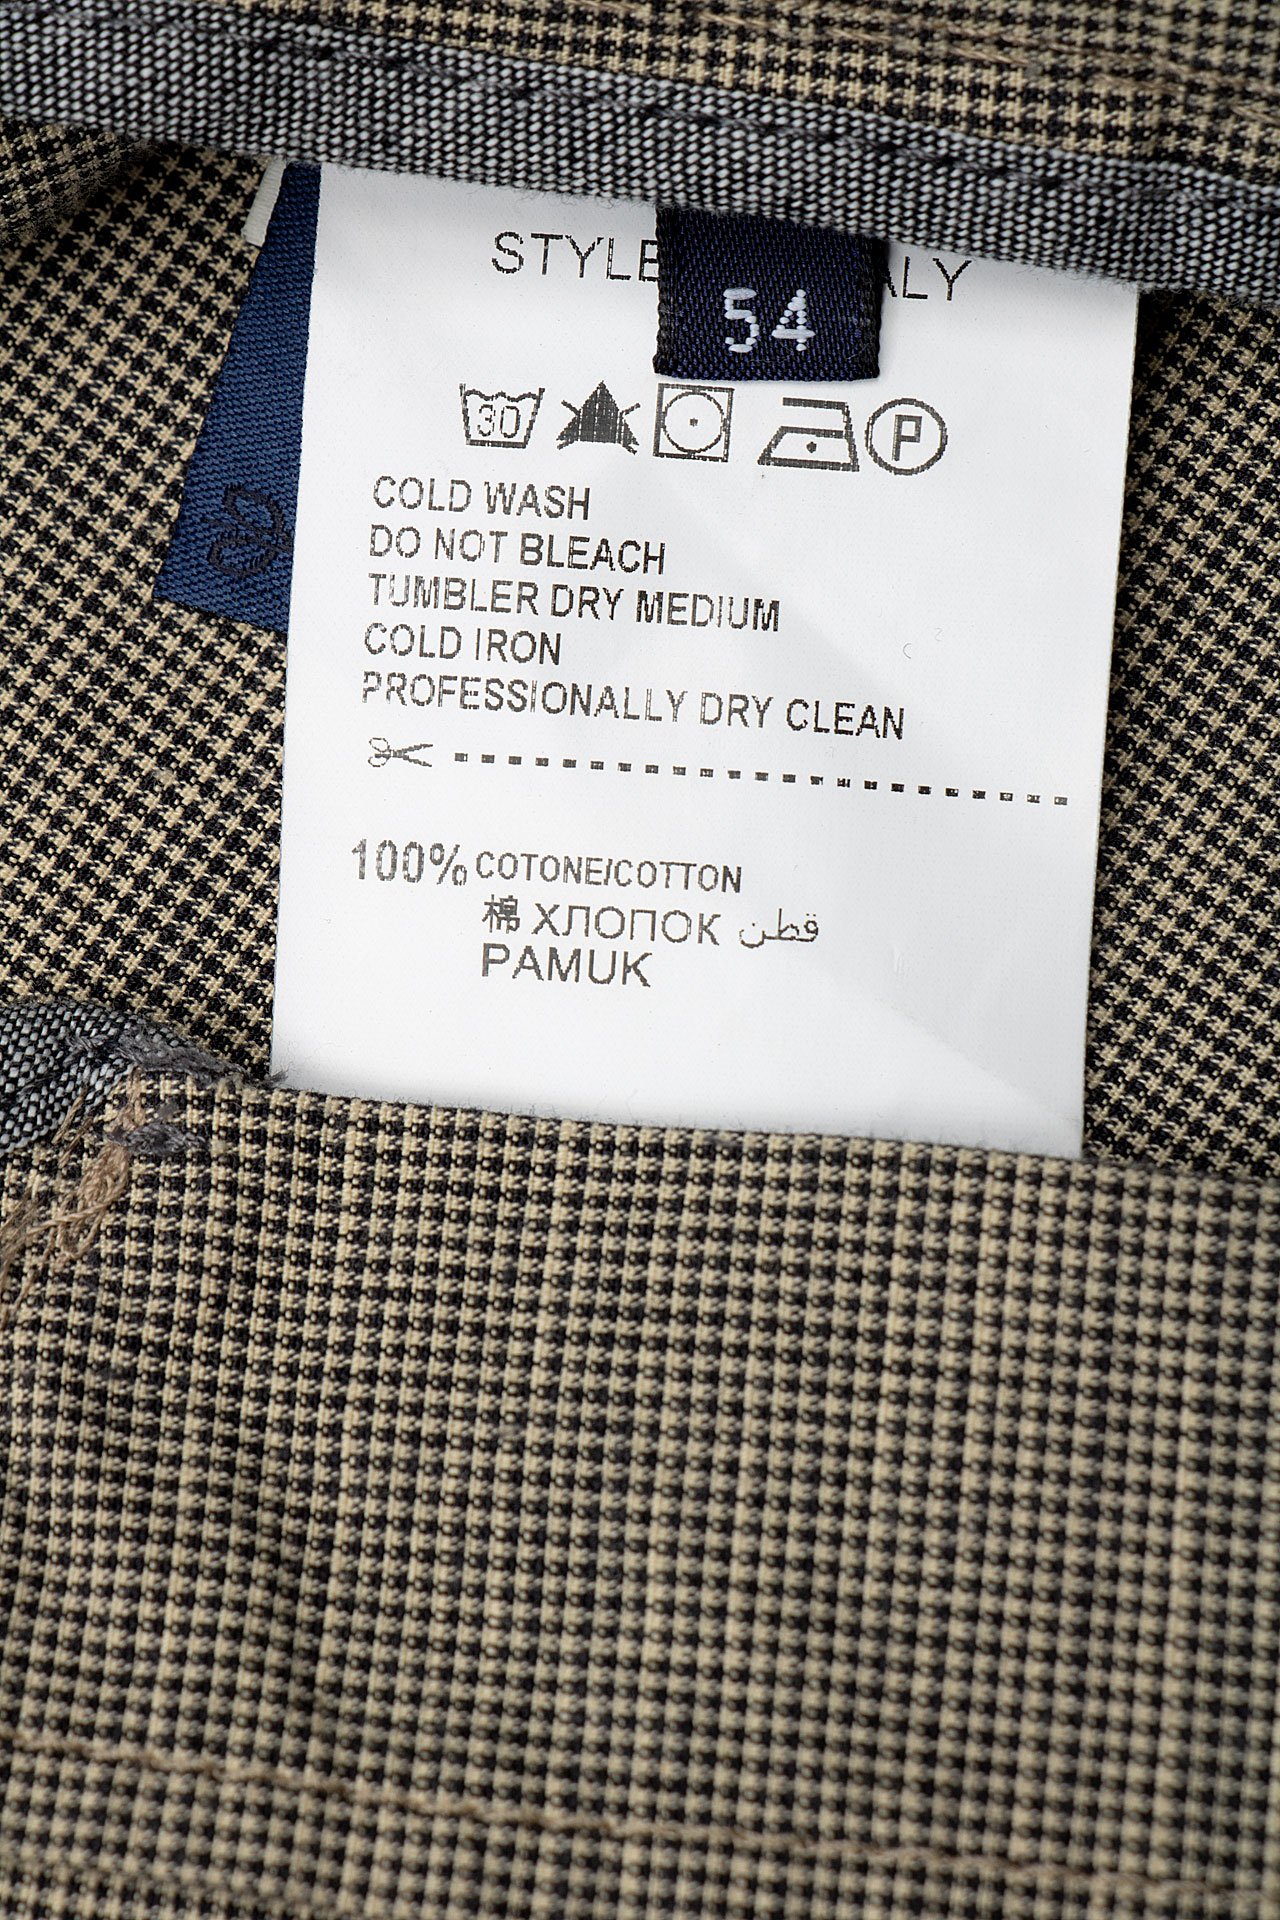 STYLE
54
30
P
COLD WASH
DO NOT BLEACH
TUMBLER DRY MEDIUM
COLD IRON
PROFESSIONALLY DRY CLEAN
100% COTONE/COTTON
棉 ХЛОПОК قطن
PAMUK